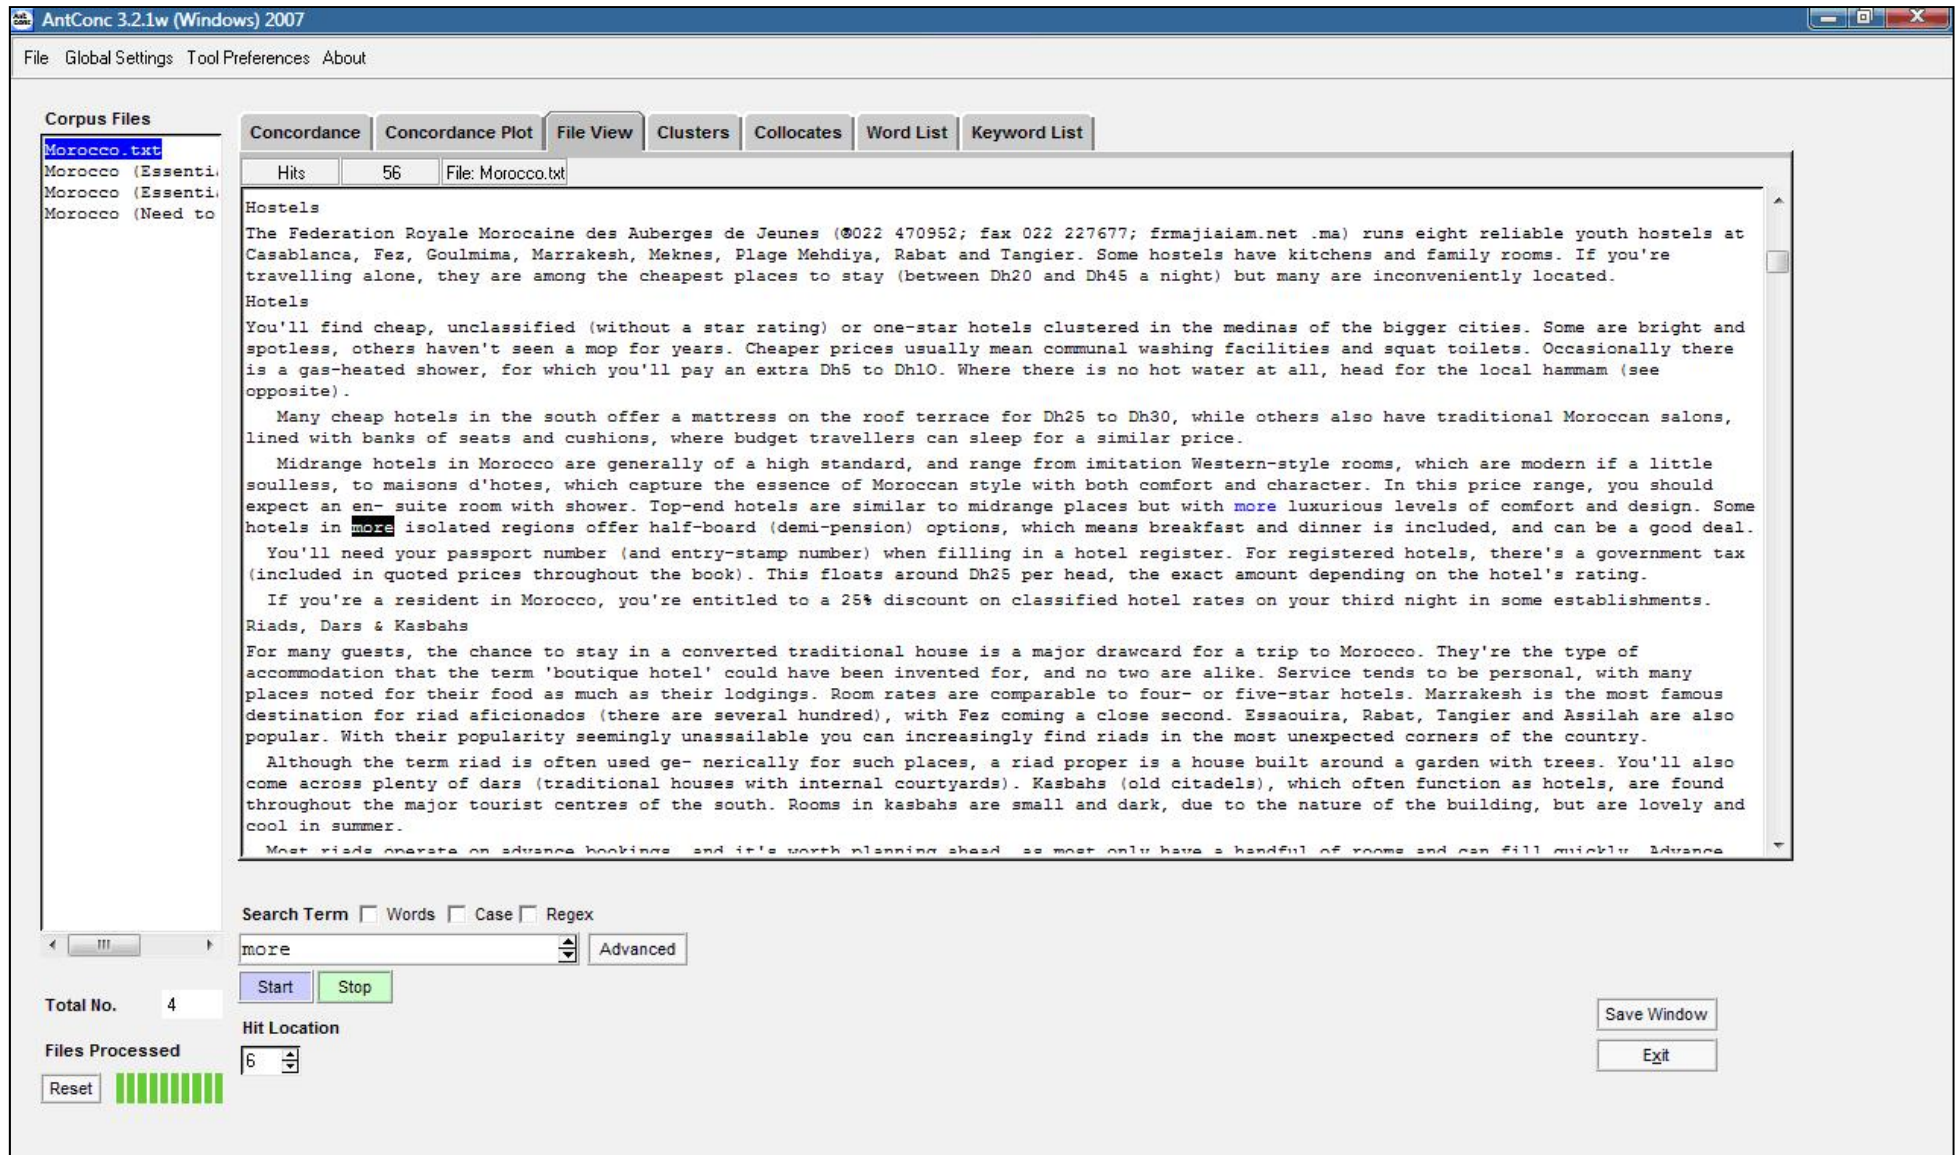 AntConc 3.2.1w (Windows) 2007
File Global Settings Tool Preferences About
Corpus Files
Morocco.txt
Morocco (Essenti
Morocco (Essenti
Morocco (Need to
Concordance Concordance Plot File View Clusters Collocates Word List Keyword List
Hits 56 File: Morocco.txt
Hostels
The Federation Royale Morocaine des Auberges de Jeunes (®022 470952; fax 022 227677; frmajiaiam.net .ma) runs eight reliable youth hostels at
Casablanca, Fez, Goulmima, Marrakesh, Meknes, Plage Mehdiya, Rabat and Tangier. Some hostels have kitchens and family rooms. If you're
travelling alone, they are among the cheapest places to stay (between Dh20 and Dh45 a night) but many are inconveniently located.
Hotels
You'll find cheap, unclassified (without a star rating) or one-star hotels clustered in the medinas of the bigger cities. Some are bright and
spotless, others haven't seen a mop for years. Cheaper prices usually mean communal washing facilities and squat toilets. Occasionally there
is a gas-heated shower, for which you'll pay an extra Dh5 to DhlO. Where there is no hot water at all, head for the local hammam (see
opposite).
Many cheap hotels in the south offer a mattress on the roof terrace for Dh25 to Dh30, while others also have traditional Moroccan salons,
lined with banks of seats and cushions, where budget travellers can sleep for a similar price.
Midrange hotels in Morocco are generally of a high standard, and range from imitation Western-style rooms, which are modern if a little
soulless, to maisons d'hotes, which capture the essence of Moroccan style with both comfort and character. In this price range, you should
expect an en- suite room with shower. Top-end hotels are similar to midrange places but with more luxurious levels of comfort and design. Some
hotels in more isolated regions offer half-board (demi-pension) options, which means breakfast and dinner is included, and can be a good deal.
You'll need your passport number (and entry-stamp number) when filling in a hotel register. For registered hotels, there's a government tax
(included in quoted prices throughout the book). This floats around Dh25 per head, the exact amount depending on the hotel's rating.
If you're a resident in Morocco, you're entitled to a 25% discount on classified hotel rates on your third night in some establishments.
Riads, Dars & Kasbahs
For many guests, the chance to stay in a converted traditional house is a major drawcard for a trip to Morocco. They're the type of
accommodation that the term 'boutique hotel' could have been invented for, and no two are alike. Service tends to be personal, with many
places noted for their food as much as their lodgings. Room rates are comparable to four- or five-star hotels. Marrakesh is the most famous
destination for riad aficionados (there are several hundred), with Fez coming a close second. Essaouira, Rabat, Tangier and Assilah are also
popular. With their popularity seemingly unassailable you can increasingly find riads in the most unexpected corners of the country.
Although the term riad is often used ge- nerically for such places, a riad proper is a house built around a garden with trees. You'll also
come across plenty of dars (traditional houses with internal courtyards). Kasbahs (old citadels), which often function as hotels, are found
throughout the major tourist centres of the south. Rooms in kasbahs are small and dark, due to the nature of the building, but are lovely and
cool in summer.
Most riads operate on advance bookings, and it's worth planning ahead, as most only have a handful of rooms and can fill quickly. Advance
Search Term Words Case Regex
more Advanced
Start Stop
Total No. 4
Hit Location
6
Files Processed
Reset
Save Window
Exit